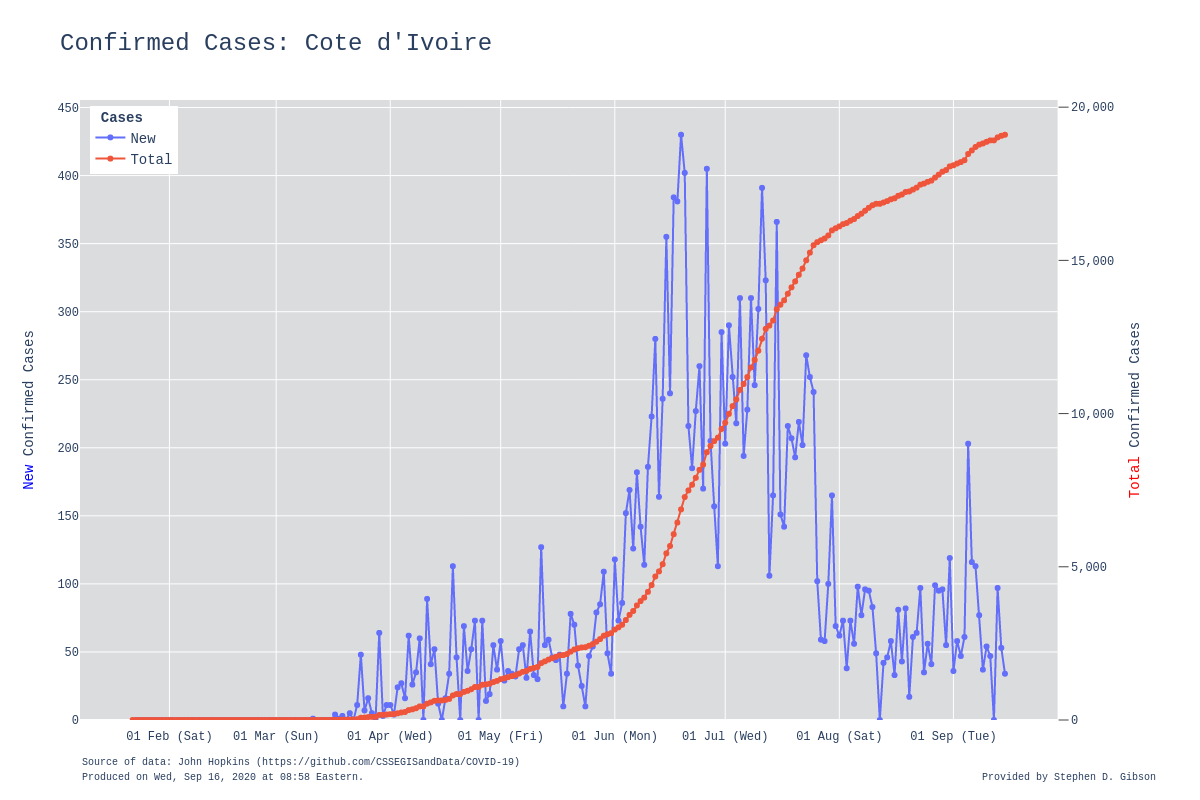 Confirmed Cases: Cote d'Ivoire
Cases
New
Total
450
400
350
300
250
200
150
100
50
0
20,000
15,000
10,000
5,000
0
New Confirmed Cases
Total Confirmed Cases
01 Feb (Sat) 01 Mar (Sun) 01 Apr (Wed) 01 May (Fri) 01 Jun (Mon) 01 Jul (Wed) 01 Aug (Sat) 01 Sep (Tue)
Source of data: John Hopkins (https://github.com/CSSEGISandData/COVID-19)
Produced on Wed, Sep 16, 2020 at 08:58 Eastern.
Provided by Stephen D. Gibson